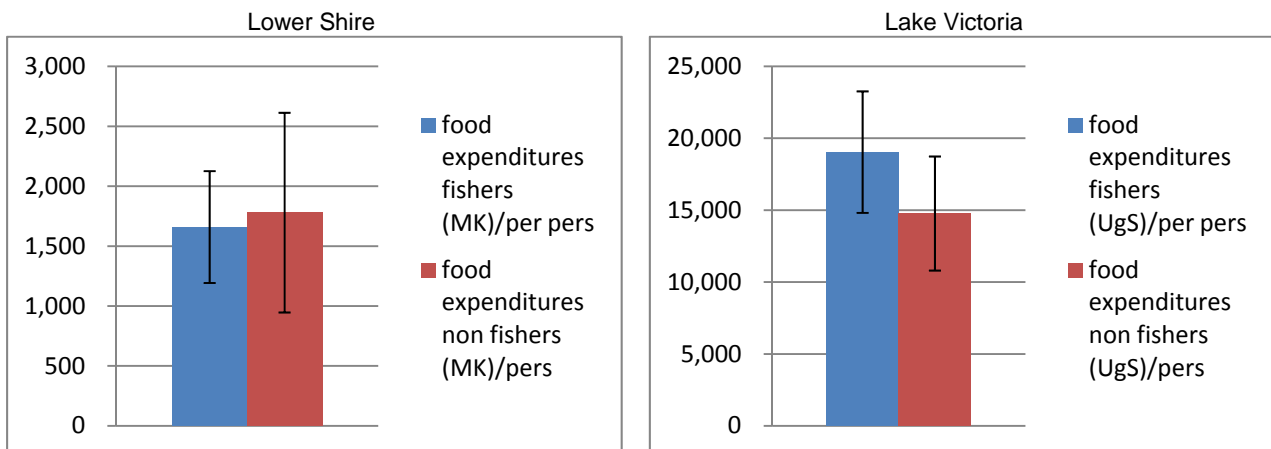 Lower Shire
3,000
2,500
2,000
1,500
1,000
500
0
food
expenditures
fishers
(MK)/per pers
food
expenditures
non fishers
(MK)/pers
Lake Victoria
25,000
20,000
15,000
10,000
5,000
0
food
expenditures
fishers
(UgS)/per pers
food
expenditures
non fishers
(UgS)/pers